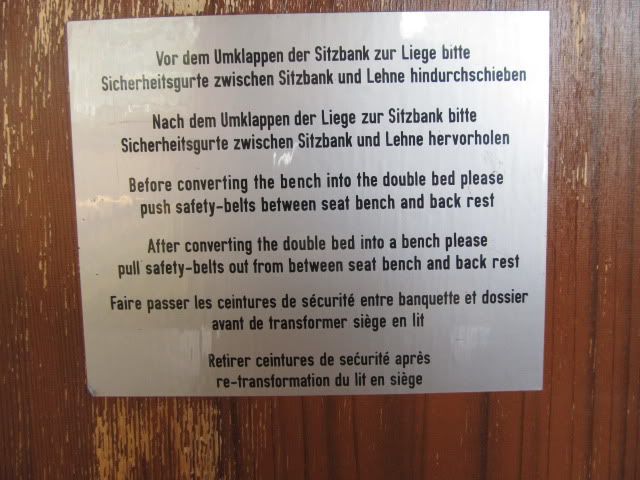 Vor dem Umklappen der Sitzbank zur Liege bitte
Sicherheitsgurte zwischen Sitzbank und Lehne hindurchschieben
Nach dem Umklappen der Liege zur Sitzbank bitte
Sicherheitsgurte zwischen Sitzbank und Lehne hervorholen
Before converting the bench into the double bed please
push safety-belts between seat bench and back rest
After converting the double bed into a bench please
pull safety-belts out from between seat bench and back rest
Faire passer les ceintures de sécurité entre banquette et dossier
avant de transformer siège en lit
Retirer ceintures de sećurité après
re-transformation du lit en siège